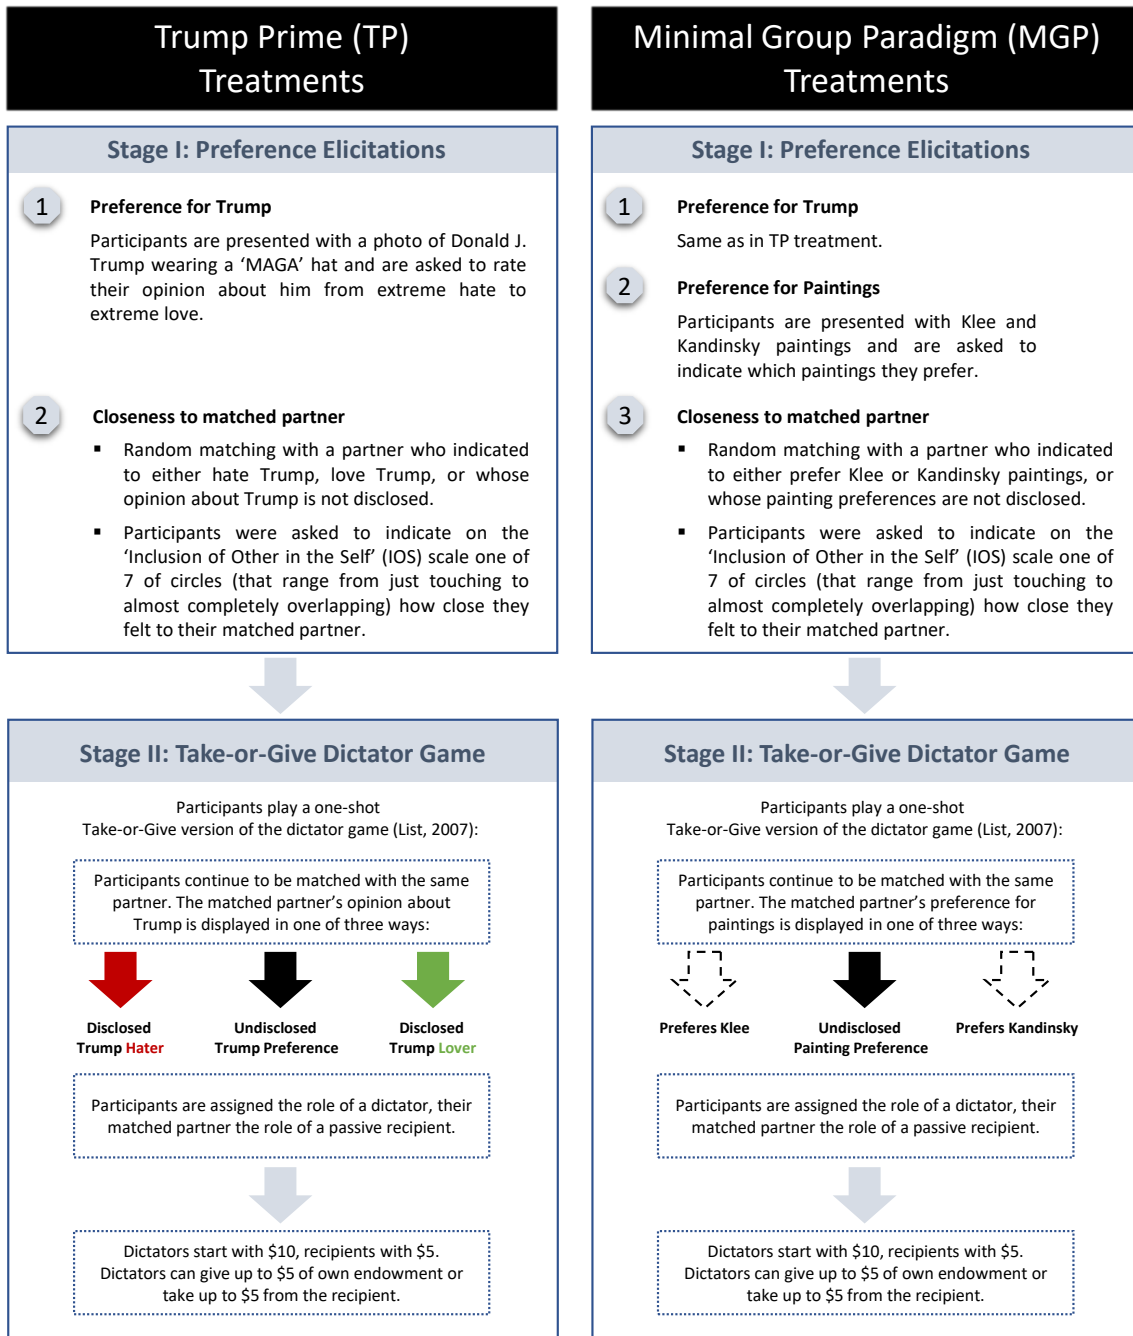 Trump Prime (TP)
Treatments
Stage I: Preference Elicitations
1
Preference for Trump
Participants are presented with a photo of Donald J.
Trump wearing a ‘MAGA’ hat and are asked to rate
their opinion about him from extreme hate to
extreme love.
2
Closeness to matched partner
▪ Random matching with a partner who indicated
to either hate Trump, love Trump, or whose
opinion about Trump is not disclosed.
▪ Participants were asked to indicate on the
‘Inclusion of Other in the Self’ (IOS) scale one of
7 of circles (that range from just touching to
almost completely overlapping) how close they
felt to their matched partner.
Stage II: Take-or-Give Dictator Game
Participants play a one-shot
Take-or-Give version of the dictator game (List, 2007):
Participants continue to be matched with the same
partner. The matched partner’s opinion about
Trump is displayed in one of three ways:
Disclosed
Trump Hater
Undisclosed
Trump Preference
Disclosed
Trump Lover
Participants are assigned the role of a dictator, their
matched partner the role of a passive recipient.
Dictators start with $10, recipients with $5.
Dictators can give up to $5 of own endowment or
take up to $5 from the recipient.
Minimal Group Paradigm (MGP)
Treatments
Stage I: Preference Elicitations
1
Preference for Trump
Same as in TP treatment.
2
Preference for Paintings
Participants are presented with Klee and
Kandinsky paintings and are asked to
indicate which paintings they prefer.
3
Closeness to matched partner
▪ Random matching with a partner who indicated
to either prefer Klee or Kandinsky paintings, or
whose painting preferences are not disclosed.
▪ Participants were asked to indicate on the
‘Inclusion of Other in the Self’ (IOS) scale one of
7 of circles (that range from just touching to
almost completely overlapping) how close they
felt to their matched partner.
Stage II: Take-or-Give Dictator Game
Participants play a one-shot
Take-or-Give version of the dictator game (List, 2007):
Participants continue to be matched with the same
partner. The matched partner’s preference for
paintings is displayed in one of three ways:
Preferes Klee
Undisclosed
Painting Preference
Prefers Kandinsky
Participants are assigned the role of a dictator, their
matched partner the role of a passive recipient.
Dictators start with $10, recipients with $5.
Dictators can give up to $5 of own endowment or
take up to $5 from the recipient.